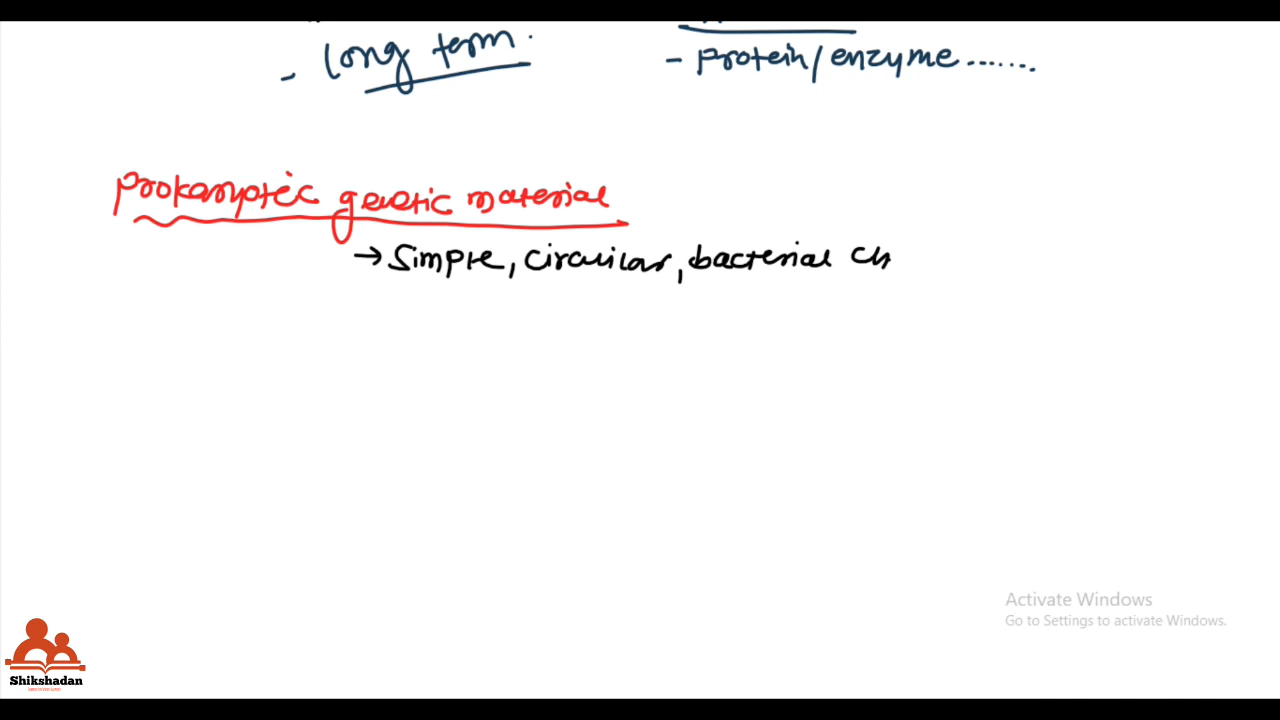 - long term.
- protein/enzyme.......
prokaryotic genetic material
→ simple, circular, bacterial ch
Activate Windows
Go to Settings to activate Windows.
Shikshadan